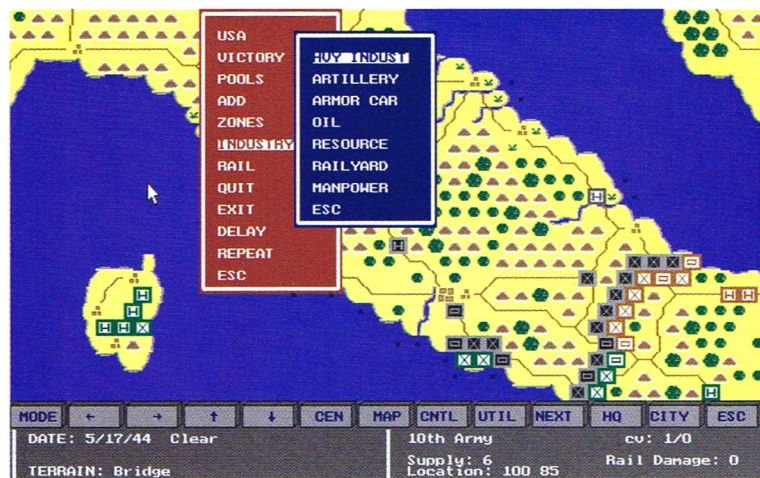 USA
VICTORY
POOLS
ADD
ZONES
INDUSTRY
RAIL
QUIT
EXIT
DELAY
REPEAT
ESC
HVY INDUST
ARTILLERY
ARMOR CAR
OIL
RESOURCE
RAILYARD
MANPOWER
ESC
MODE ← → ↑ ↓ CEN MAP CNTL UTIL NEXT HQ CITY ESC
DATE: 5/17/44 Clear
TERRAIN: Bridge
10th Army cv: 1/0
Supply: 6 Rail Damage: 0
Location: 100 85